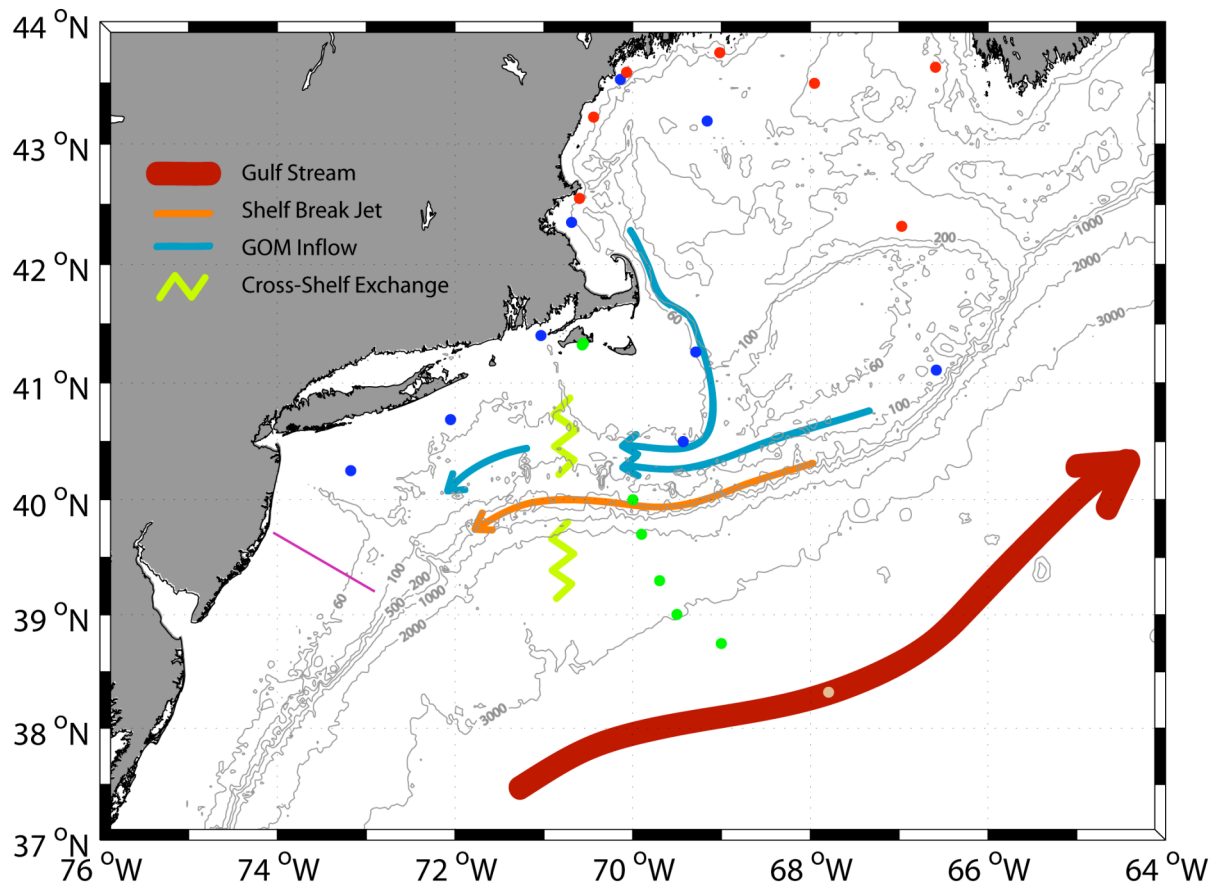 44 °N
43 °N
42 °N
41 °N
40 °N
39 °N
38 °N
37 °N
76 °W
74 °W
72 °W
70 °W
68 °W
66 °W
64 °W
Gulf Stream
Shelf Break Jet
GOM Inflow
Cross-Shelf Exchange
200
1000
2000
3000
100
60
60
100
100
200
60
500
1000
2000
3000